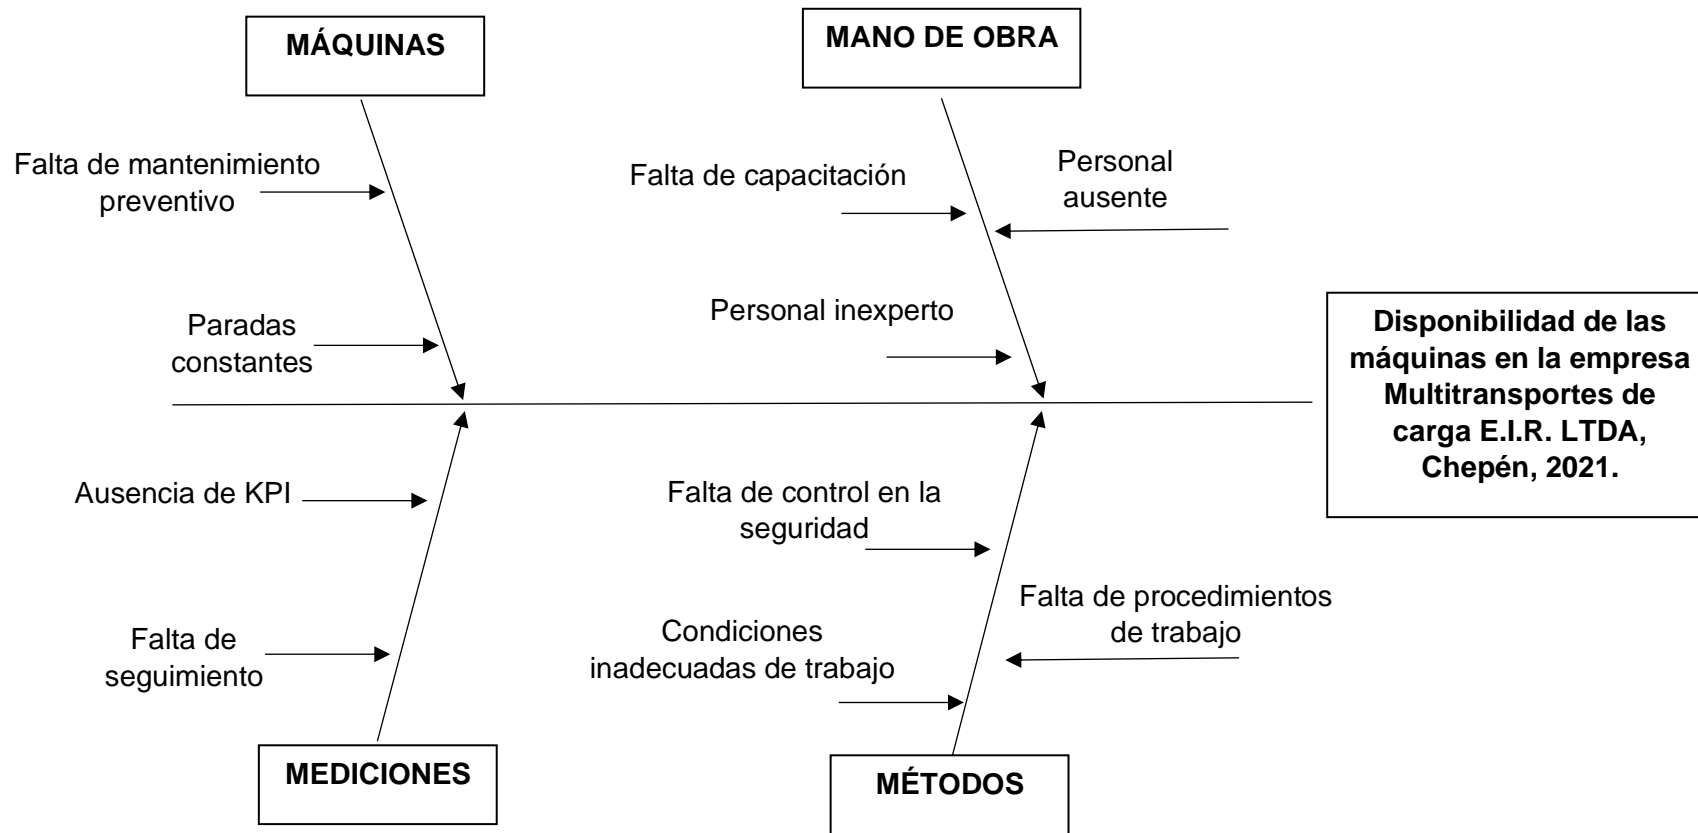 MÁQUINAS
MANO DE OBRA
Falta de mantenimiento
preventivo
Falta de capacitación
Personal
ausente
Paradas
constantes
Personal inexperto
Disponibilidad de las
máquinas en la empresa
Multitransportes de
carga E.I.R. LTDA,
Chepén, 2021.
Ausencia de KPI
Falta de control en la
seguridad
Falta de
seguimiento
Condiciones
inadecuadas de trabajo
Falta de procedimientos
de trabajo
MEDICIONES
MÉTODOS